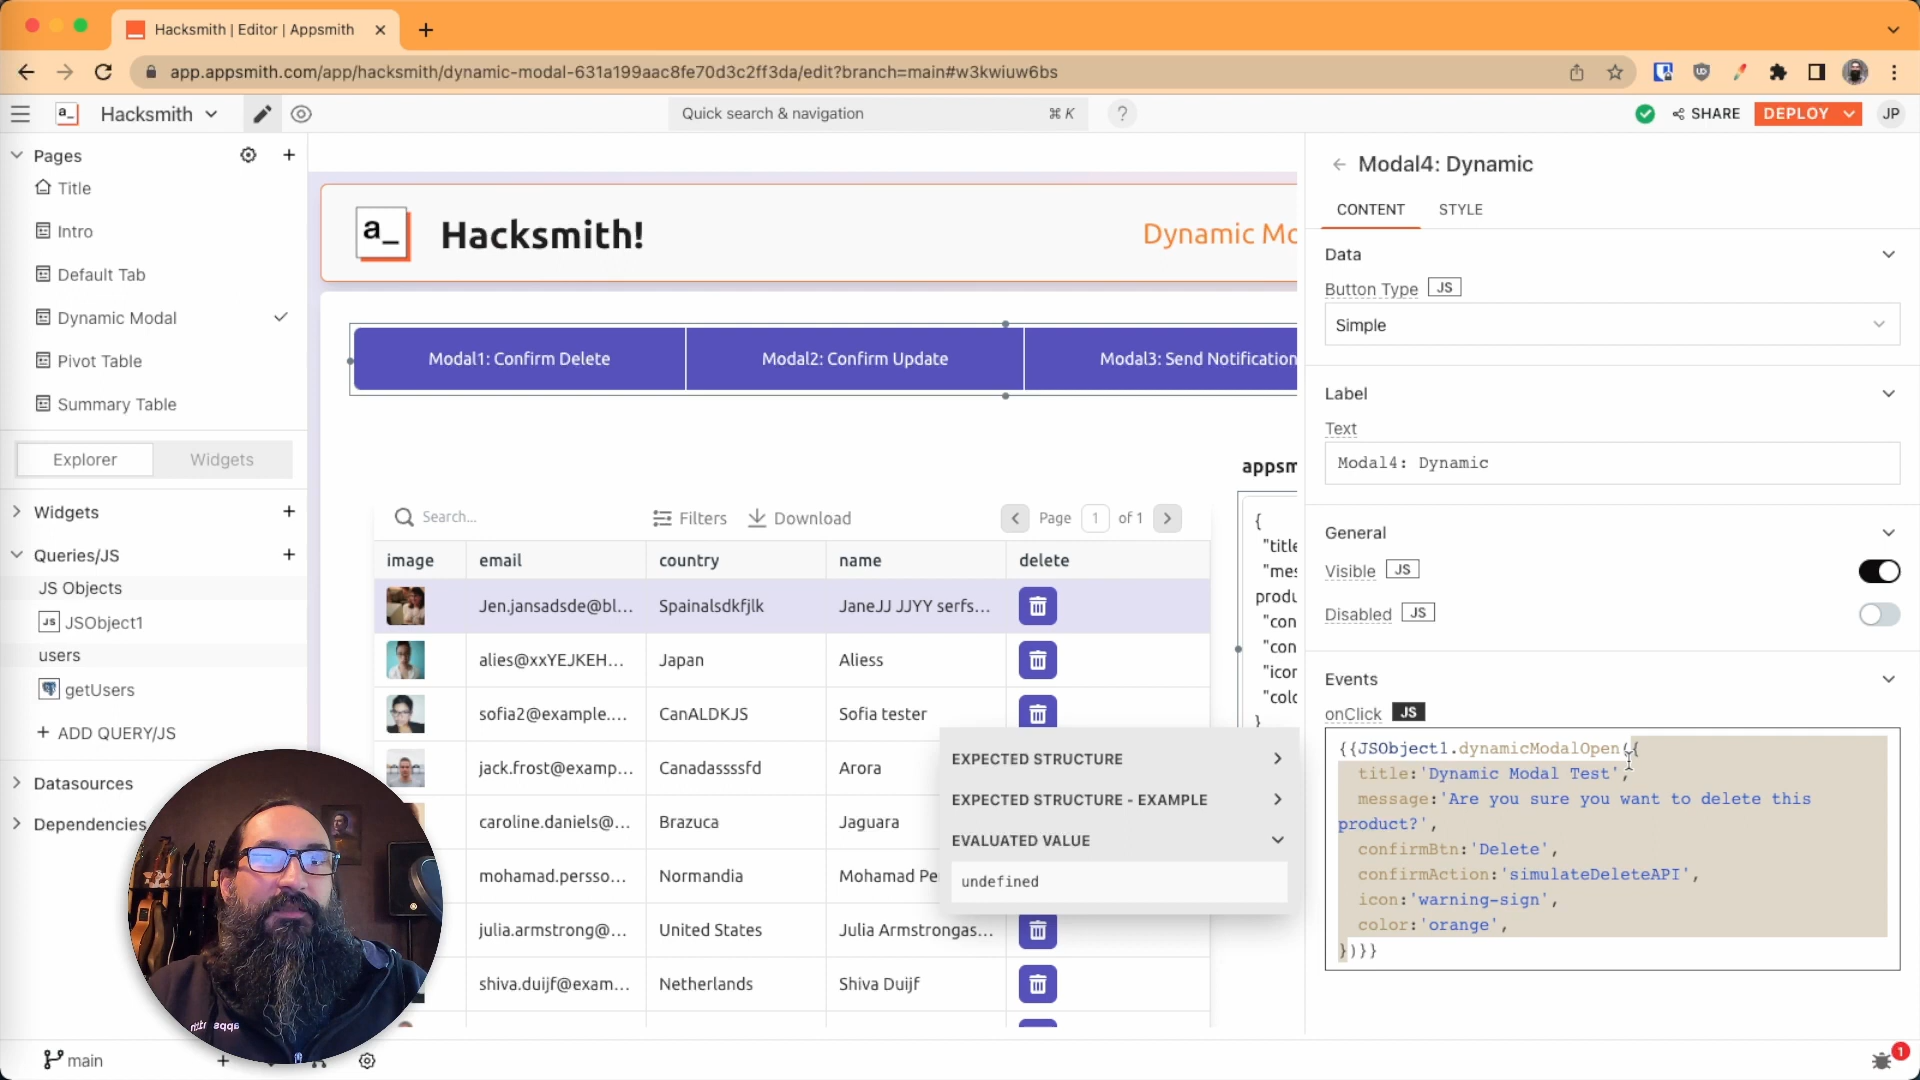 Hacksmith | Editor | Appsmith
app.appsmith.com/app/hacksmith/dynamic-modal-631a199aac8fe70d3c2ff3da/edit?branch=main#w3kwiuw6bs
a_ Hacksmith
Quick search & navigation ⌘ K
?
SHARE
DEPLOY
JP
Pages
Title
Intro
Default Tab
Dynamic Modal
Pivot Table
Summary Table
Explorer Widgets
Widgets
Queries/JS
JS Objects
JS JSObject1
users
getUsers
+ ADD QUERY/JS
Datasources
Dependencies
main
a_ Hacksmith!
Dynamic Mo
Modal1: Confirm Delete
Modal2: Confirm Update
Modal3: Send Notification
Search...
Filters
Download
Page 1 of 1
image email country name delete
Jen.jansadsde@bl... Spainalsdkfjlk JaneJJ JJYY serfs...
alies@xxYEJKEH... Japan Aliess
sofia2@example.... CanALDKJS Sofia tester
jack.frost@examp... Canadassssfd Arora
caroline.daniels@... Brazuca Jaguara
mohamad.persso... Normandia Mohamad Pe
julia.armstrong@... United States Julia Armstrongas...
shiva.duijf@exam... Netherlands Shiva Duijf
appsm
{
"title
"mes
produ
"con
"con
"icon
"colo
}
EXPECTED STRUCTURE
EXPECTED STRUCTURE - EXAMPLE
EVALUATED VALUE
undefined
Modal4: Dynamic
CONTENT STYLE
Data
Button Type JS
Simple
Label
Text
Modal4: Dynamic
General
Visible JS
Disabled JS
Events
onClick JS
{{JSObject1.dynamicModalOpen({
title:'Dynamic Modal Test',
message:'Are you sure you want to delete this
product?',
confirmBtn:'Delete',
confirmAction:'simulateDeleteAPI',
icon:'warning-sign',
color:'orange',
})}}
1